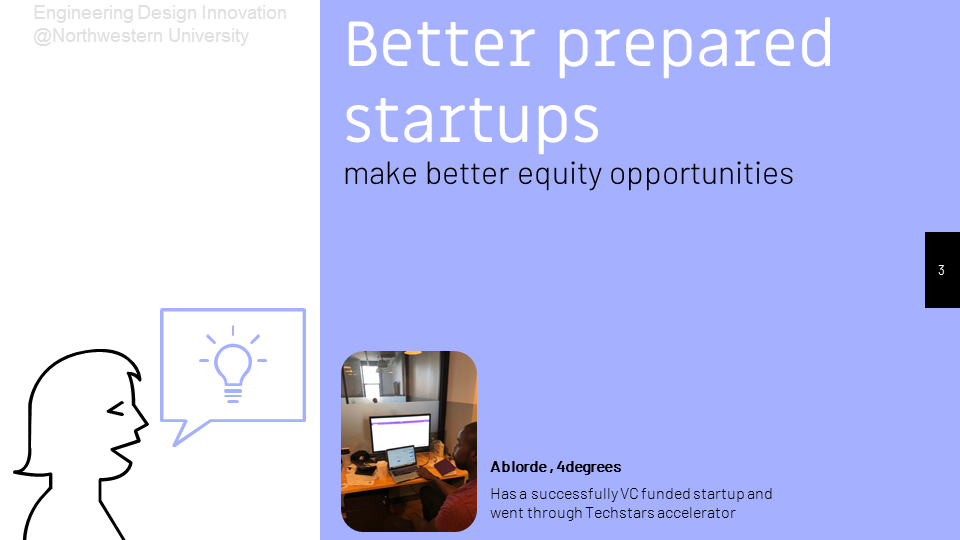 Engineering Design Innovation
@Northwestern University
Better prepared
startups
make better equity opportunities
3
Ablorde, 4degrees
Has a successfully VC funded startup and
went through Techstars accelerator